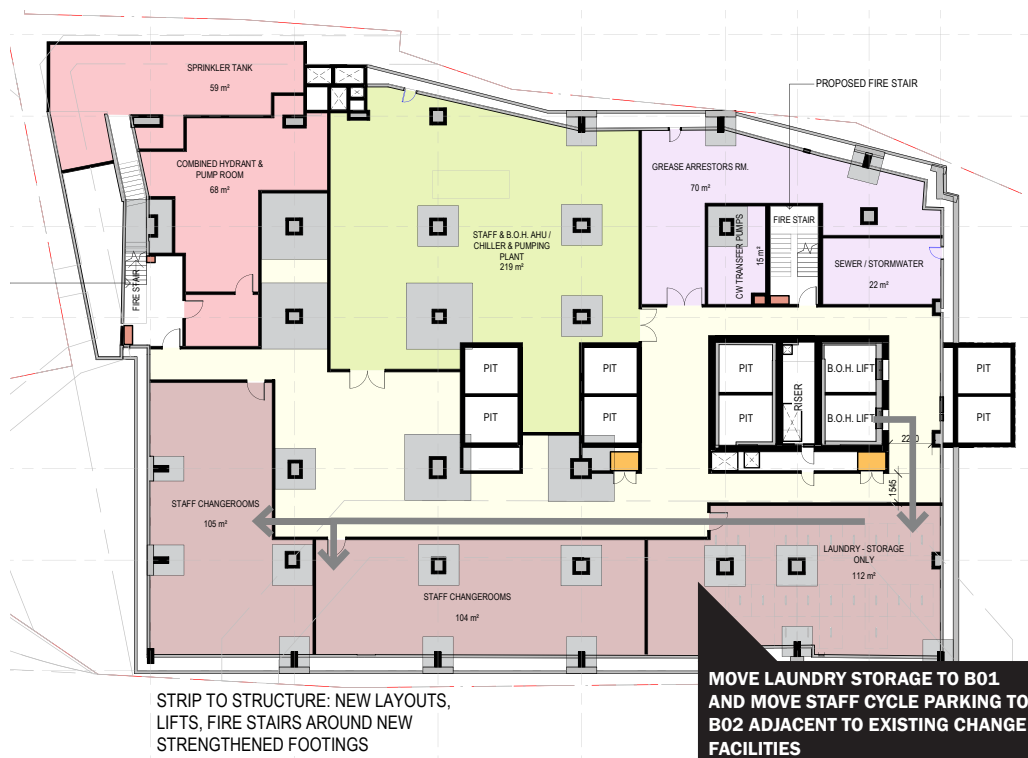 SPRINKLER TANK
59 m²
PROPOSED FIRE STAIR
COMBINED HYDRANT &
PUMP ROOM
68 m²
GREASE ARRESTORS RM.
70 m²
STAFF & B.O.H. AHU /
CHILLER & PUMPING
PLANT
219 m²
CW TRANSFER PUMPS
15 m²
FIRE STAIR
SEWER / STORMWATER
22 m²
FIRE STAIR
PIT
PIT
PIT
RISER
B.O.H. LIFT
PIT
PIT
PIT
PIT
B.O.H. LIFT
PIT
1545
STAFF CHANGEROOMS
105 m²
LAUNDRY - STORAGE
ONLY
112 m²
STAFF CHANGEROOMS
104 m²
STRIP TO STRUCTURE: NEW LAYOUTS,
LIFTS, FIRE STAIRS AROUND NEW
STRENGTHENED FOOTINGS
MOVE LAUNDRY STORAGE TO B01
AND MOVE STAFF CYCLE PARKING TO
B02 ADJACENT TO EXISTING CHANGE
FACILITIES